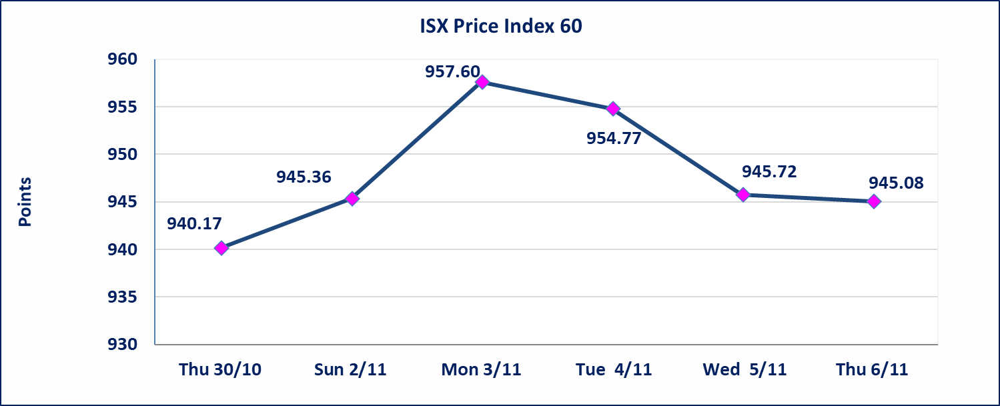 ISX Price Index 60
Points
960
955
950
945
940
935
930
940.17
945.36
957.60
954.77
945.72
945.08
Thu 30/10
Sun 2/11
Mon 3/11
Tue  4/11
Wed  5/11
Thu 6/11